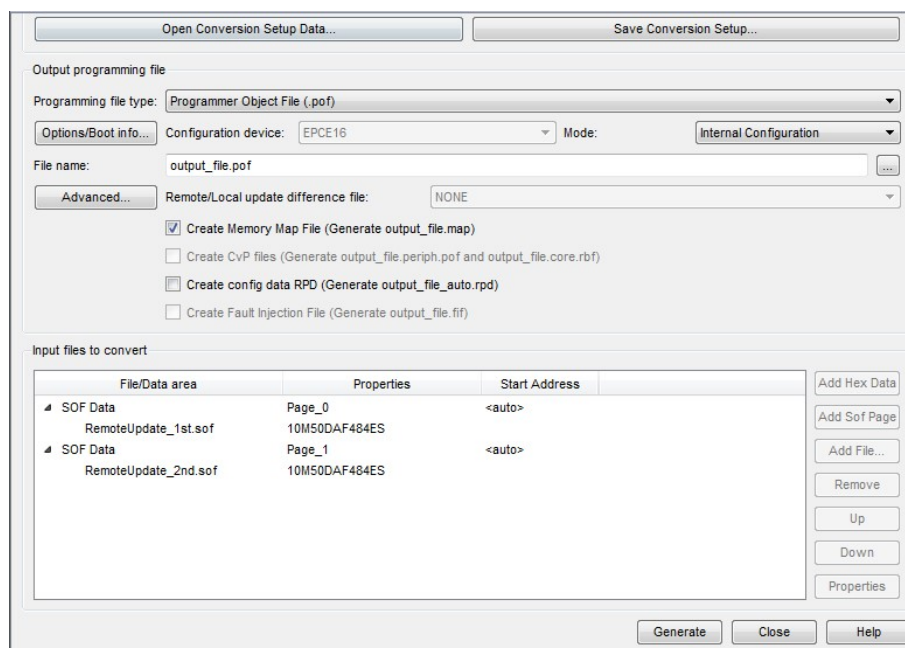 Open Conversion Setup Data... Save Conversion Setup...
Output programming file
Programming file type: Programmer Object File (.pof)
Options/Boot info... Configuration device: EPCE16 Mode: Internal Configuration
File name: output_file.pof ...
Advanced... Remote/Local update difference file: NONE
Create Memory Map File (Generate output_file.map)
Create CvP files (Generate output_file.periph.pof and output_file.core.rbf)
Create config data RPD (Generate output_file_auto.rpd)
Create Fault Injection File (Generate output_file.fif)
Input files to convert
File/Data area Properties Start Address
Add Hex Data
SOF Data Page_0 <auto>
Add Sof Page
RemoteUpdate_1st.sof 10M50DAF484ES
SOF Data Page_1 <auto>
Add File...
RemoteUpdate_2nd.sof 10M50DAF484ES
Remove
Up
Down
Properties
Generate Close Help